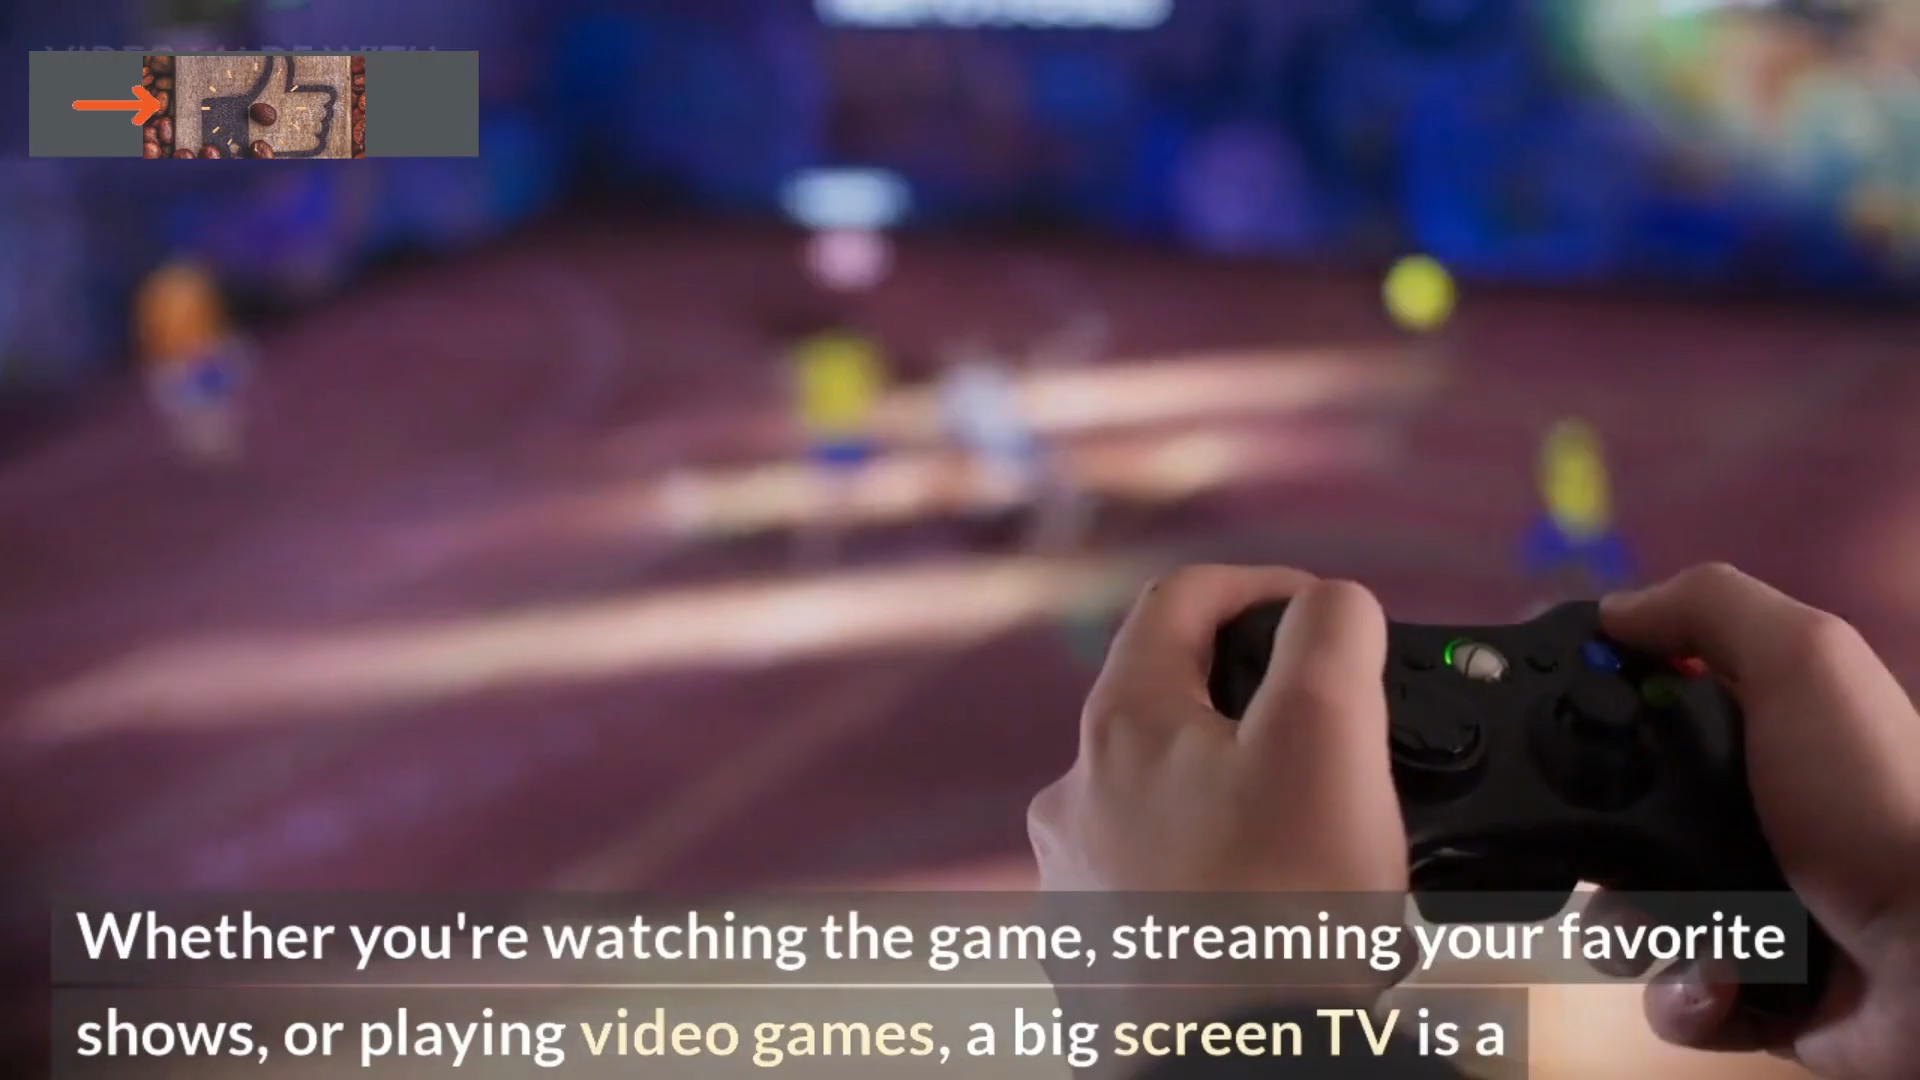 Whether you're watching the game, streaming your favorite
shows, or playing video games, a big screen TV is a